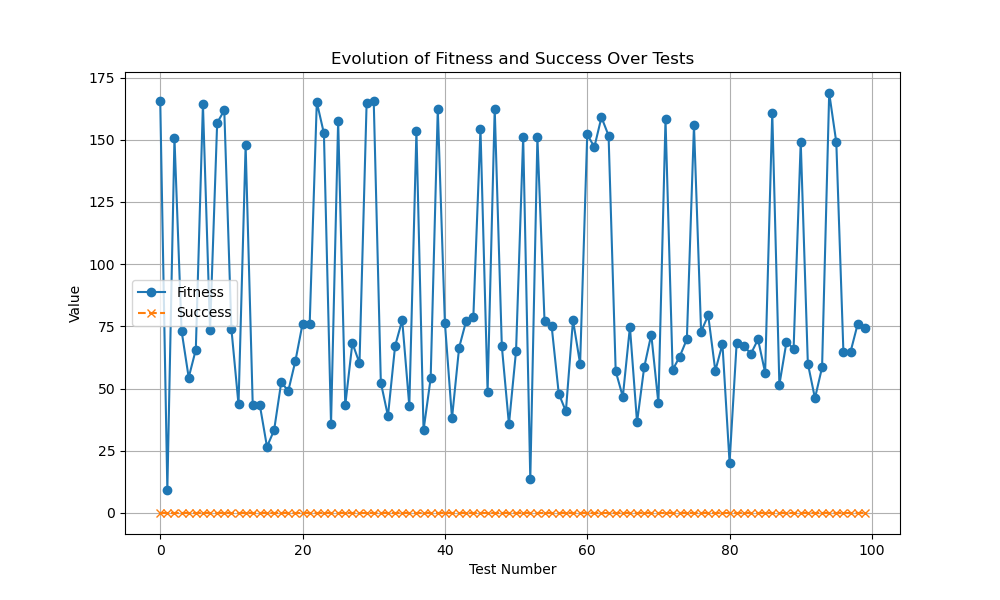 Evolution of Fitness and Success Over Tests
175
150
125
100
75
50
25
0
Value
Fitness
Success
0 20 40 60 80 100
Test Number